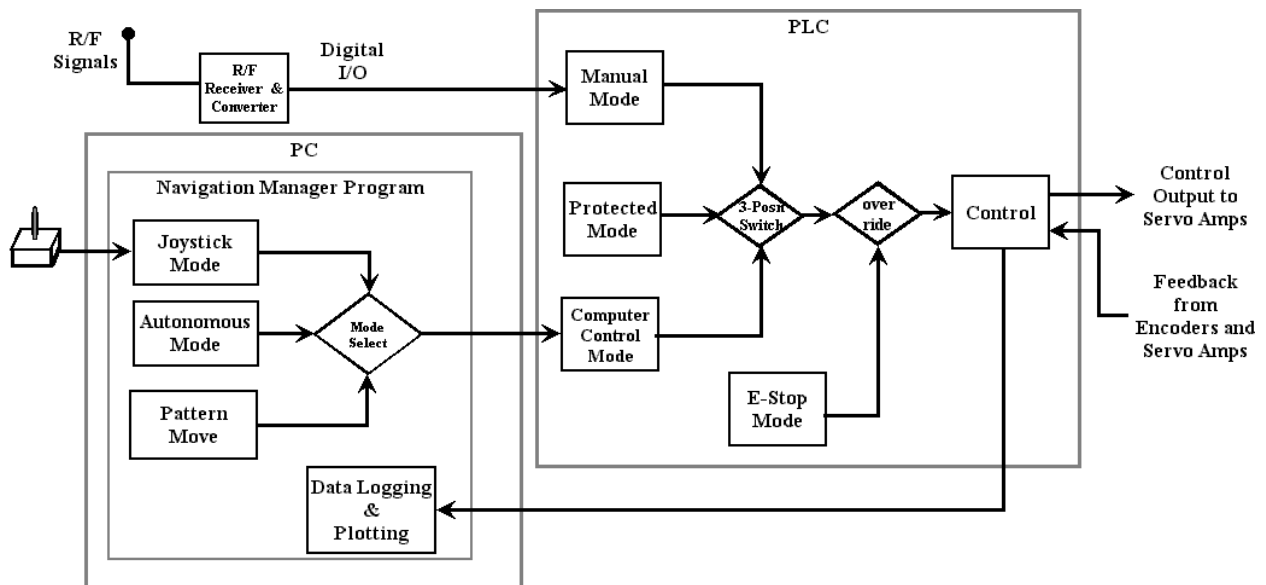 R/F
Signals
R/F
Receiver &
Converter
Digital
I/O
PLC
Manual
Mode
Protected
Mode
Computer
Control
Mode
3-Posn
Switch
over
ride
E-Stop
Mode
Control
Control
Output to
Servo Amps
Feedback
from
Encoders and
Servo Amps
PC
Navigation Manager Program
Joystick
Mode
Autonomous
Mode
Pattern
Move
Mode
Select
Data Logging
&
Plotting